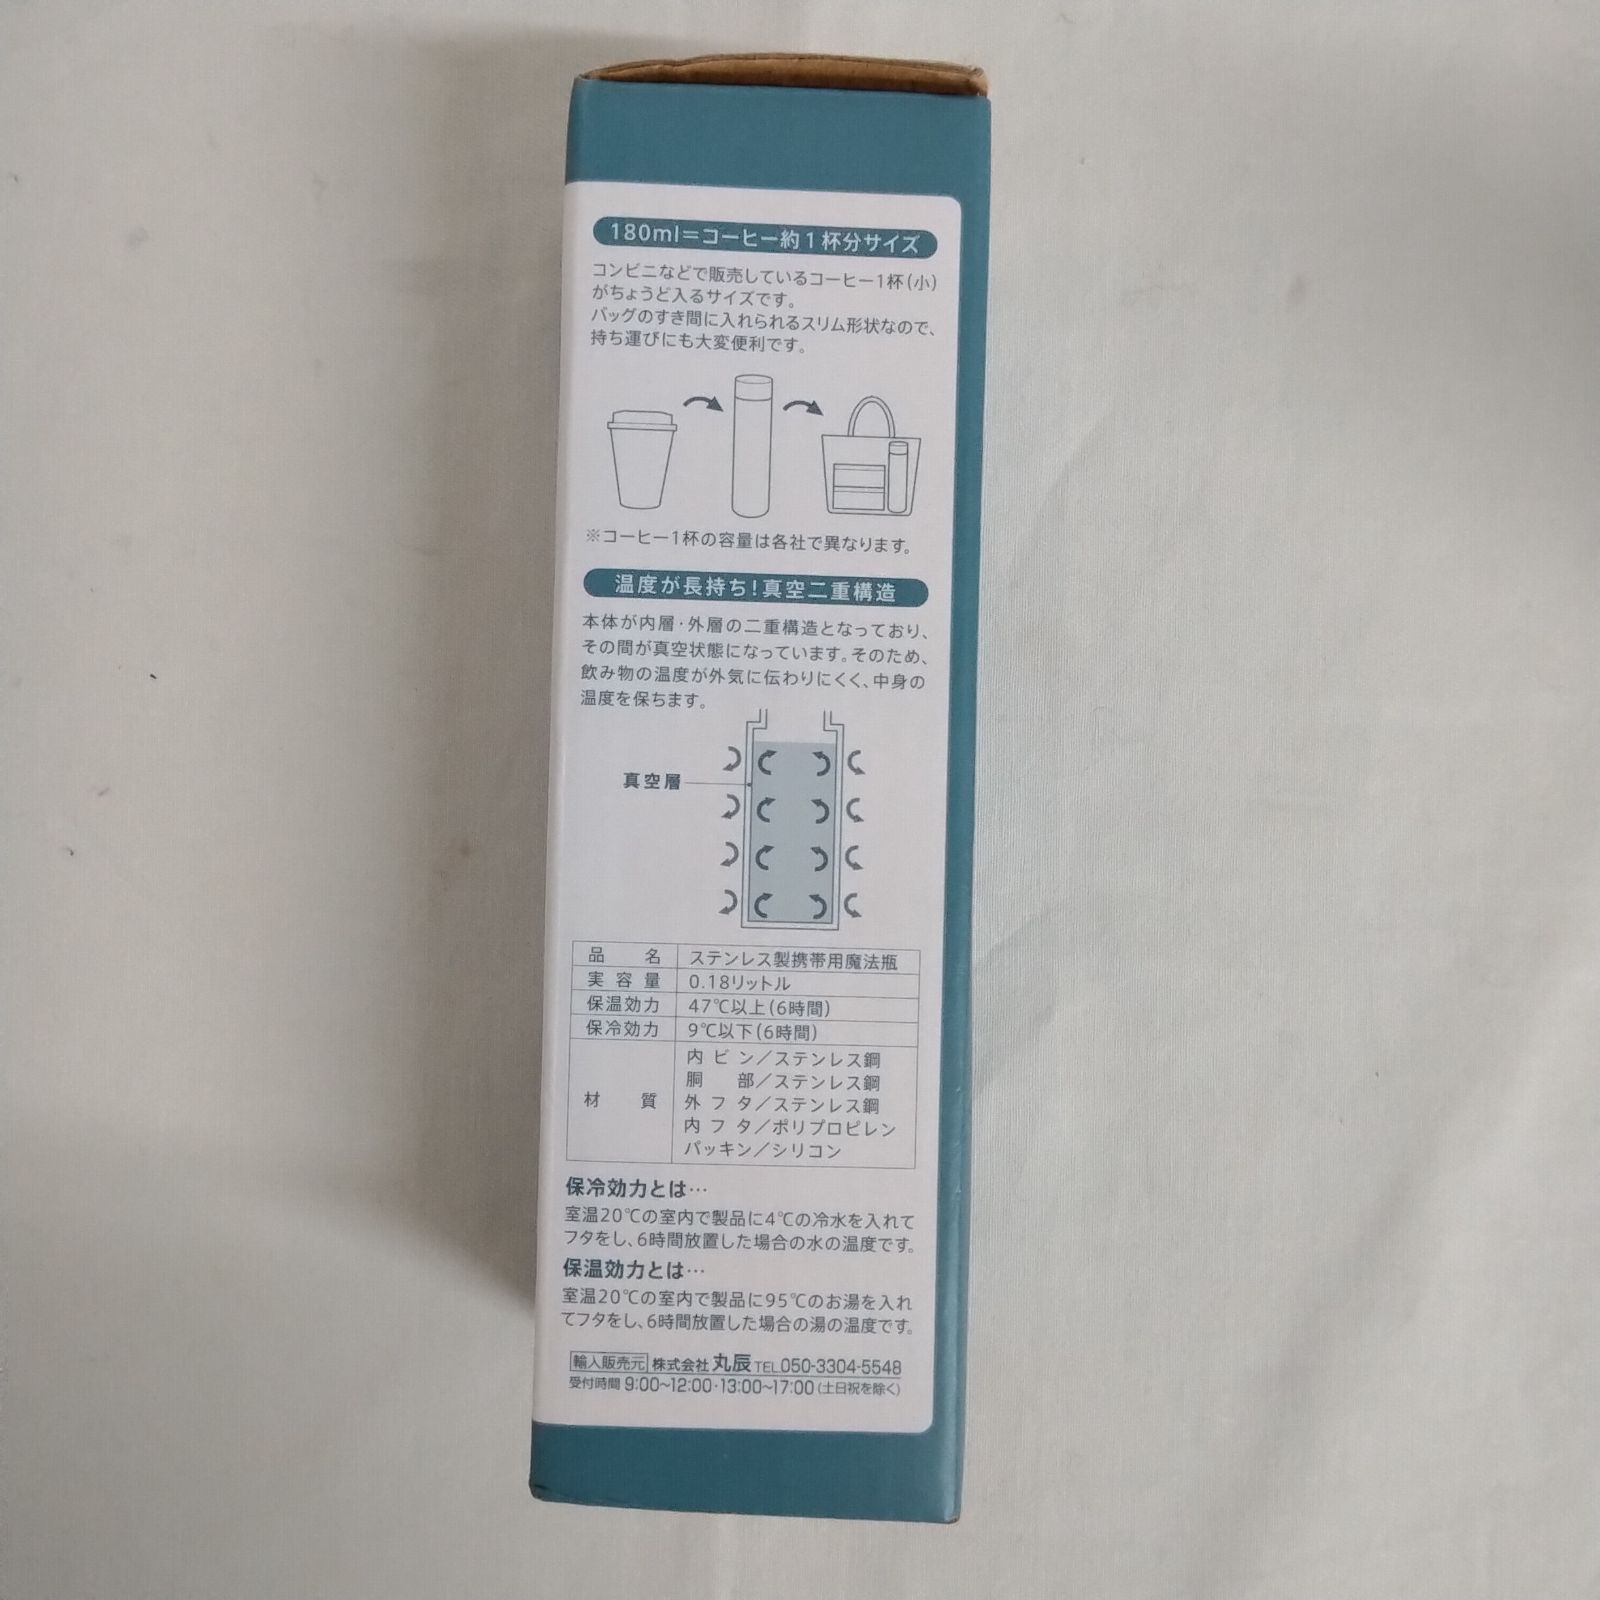 180ml=コーヒー約1杯分サイズ
コンビニなどで販売しているコーヒー1杯(小)
がちょうど入るサイズです。
バッグのすき間に入れられるスリム形状なので、
持ち運びにも大変便利です。
※コーヒー1杯の容量は各社で異なります。
温度が長持ち!真空二重構造
本体が内層・外層の二重構造となっており、
その間が真空状態になっています。そのため、
飲み物の温度が外気に伝わりにくく、中身の
温度を保ちます。
真空層
品名 ステンレス製携帯用魔法瓶
実容量 0.18リットル
保温効力 47℃以上(6時間)
保冷効力 9℃以下(6時間)
材質 内ビン/ステンレス鋼
胴部/ステンレス鋼
外フタ/ステンレス鋼
内フタ/ポリプロピレン
パッキン/シリコン
保冷効力とは…
室温20℃の室内で製品に4℃の冷水を入れて
フタをし、6時間放置した場合の水の温度です。
保温効力とは…
室温20℃の室内で製品に95℃のお湯を入れ
てフタをし、6時間放置した場合の湯の温度です。
輸入販売元 株式会社 丸辰 TEL.050-3304-5548
受付時間 9:00~12:00・13:00~17:00(土日祝を除く)